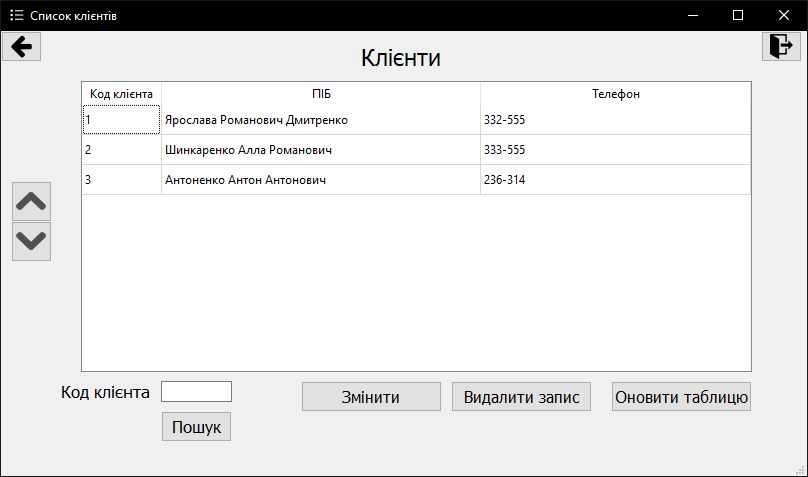 Список клієнтів
Клієнти
Код клієнта ПІБ Телефон
1 Ярослава Романович Дмитренко 332-555
2 Шинкаренко Алла Романович 333-555
3 Антоненко Антон Антонович 236-314
Код клієнта Змінити Видалити запис Оновити таблицю
Пошук